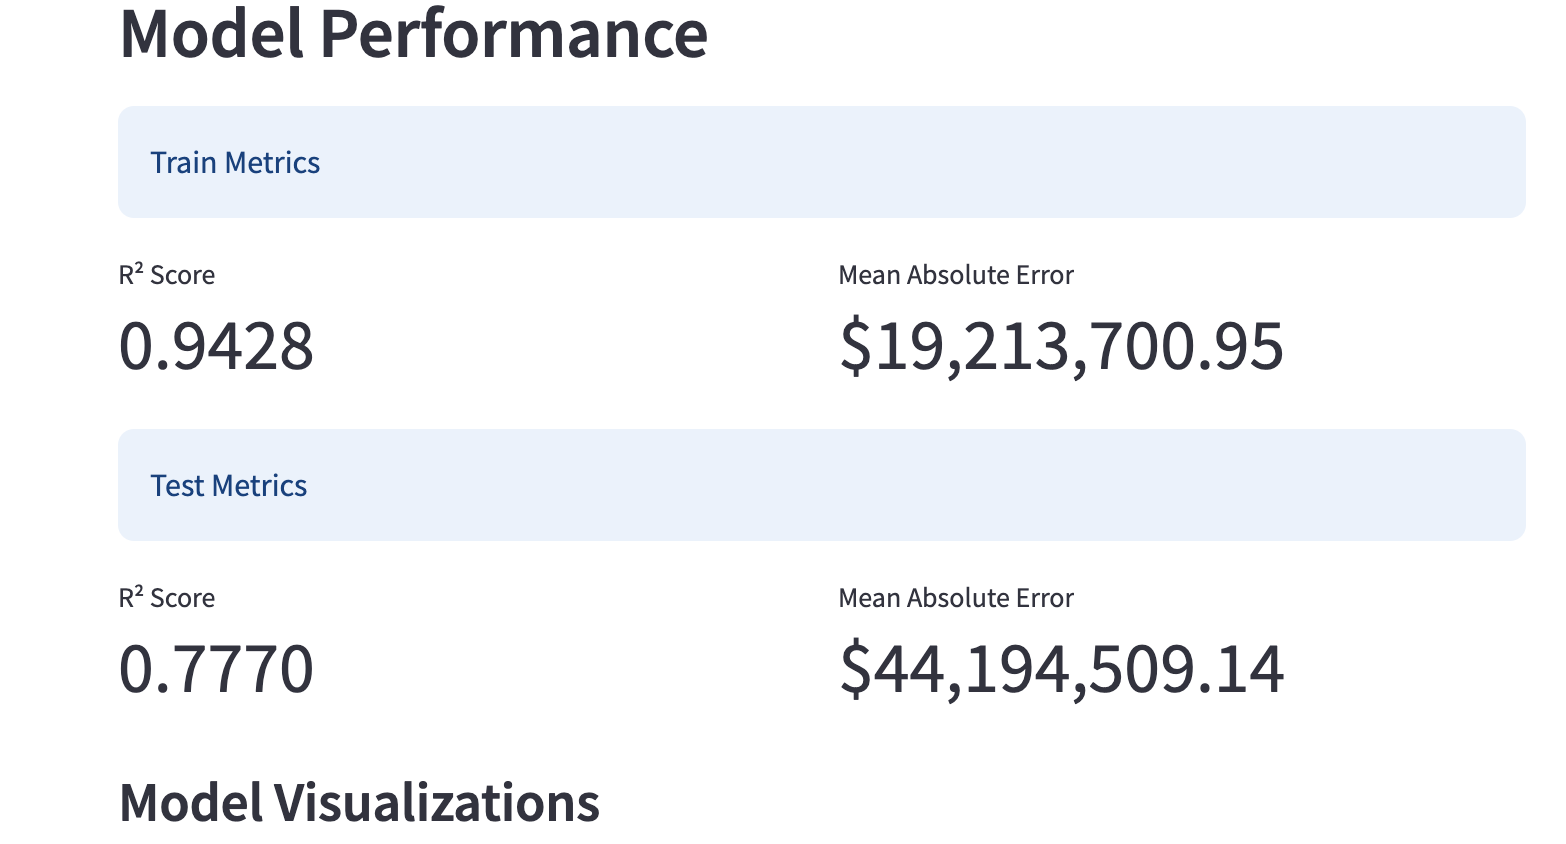 Model Performance
Train Metrics
R² Score
Mean Absolute Error
0.9428
$19,213,700.95
Test Metrics
R² Score
Mean Absolute Error
0.7770
$44,194,509.14
Model Visualizations